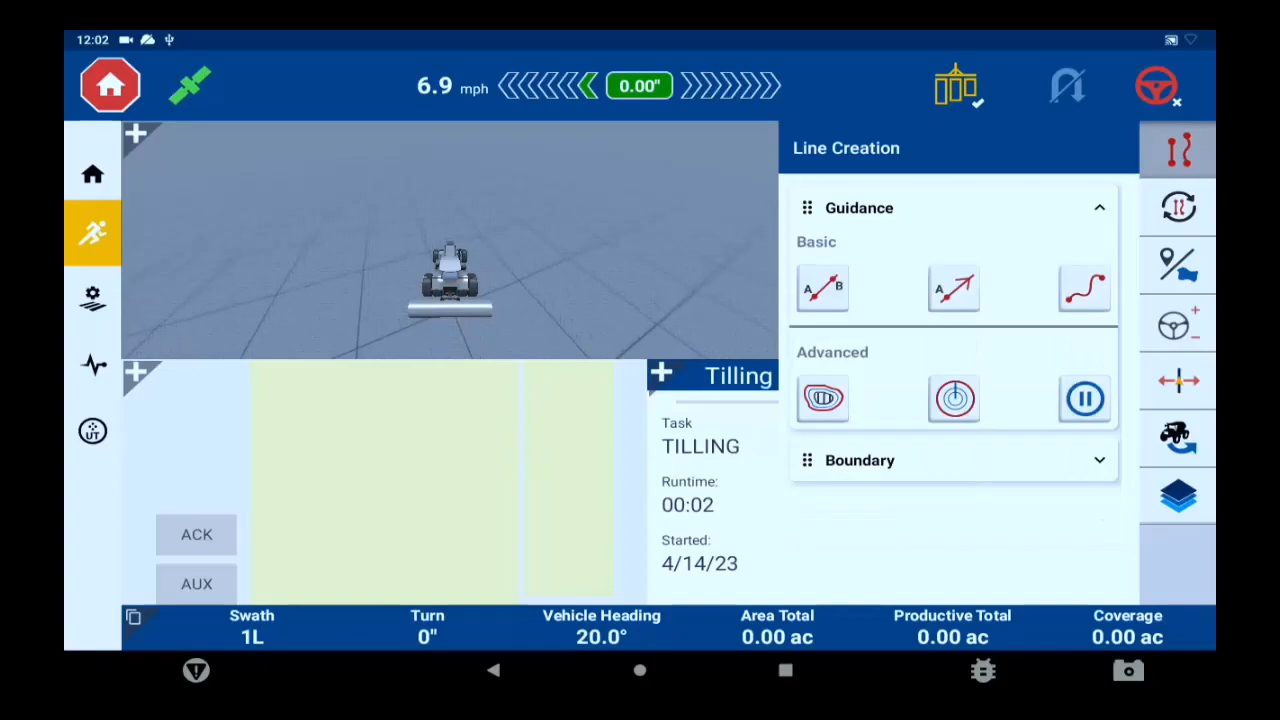 12:02
6.9 mph
0.00"
Line Creation
Guidance
Basic
A B
A
Advanced
Boundary
Tilling
Task
TILLING
Runtime:
00:02
Started:
4/14/23
UT
ACK
AUX
Swath Turn Vehicle Heading Area Total Productive Total Coverage
1L 0" 20.0° 0.00 ac 0.00 ac 0.00 ac